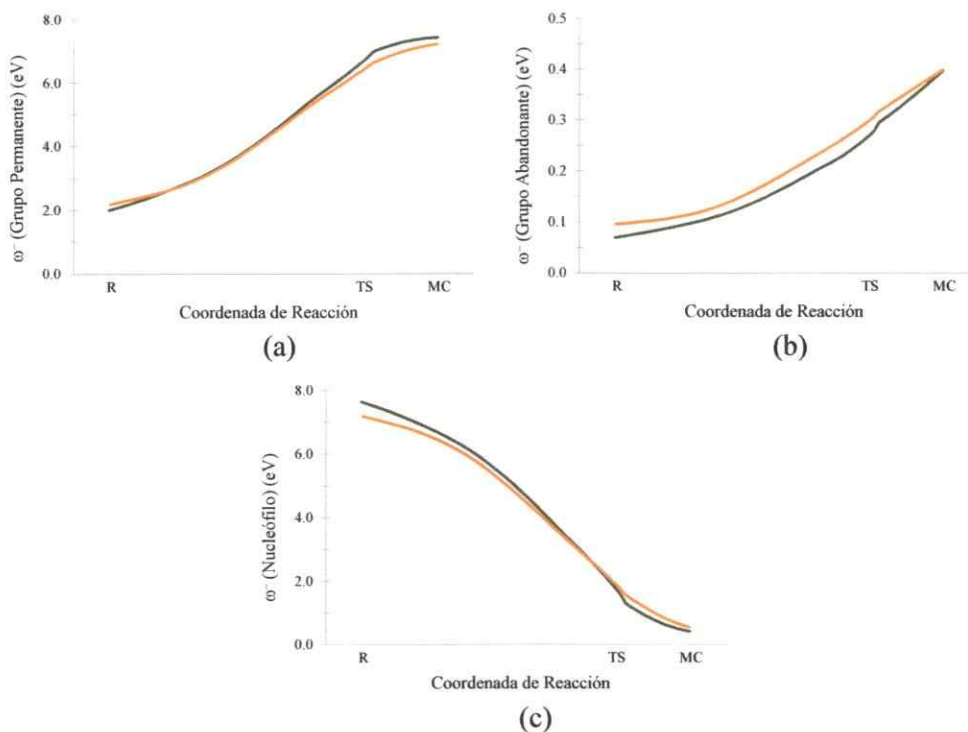 8.0
6.0
4.0
2.0
0.0
ω⁻ (Grupo Permanente) (eV)
R
TS
MC
Coordenada de Reacción
(a)
0.5
0.4
0.3
0.2
0.1
0.0
ω⁻ (Grupo Abandonante) (eV)
R
TS
MC
Coordenada de Reacción
(b)
8.0
6.0
4.0
2.0
0.0
ω⁻ (Nucleófilo) (eV)
R
TS
MC
Coordenada de Reacción
(c)